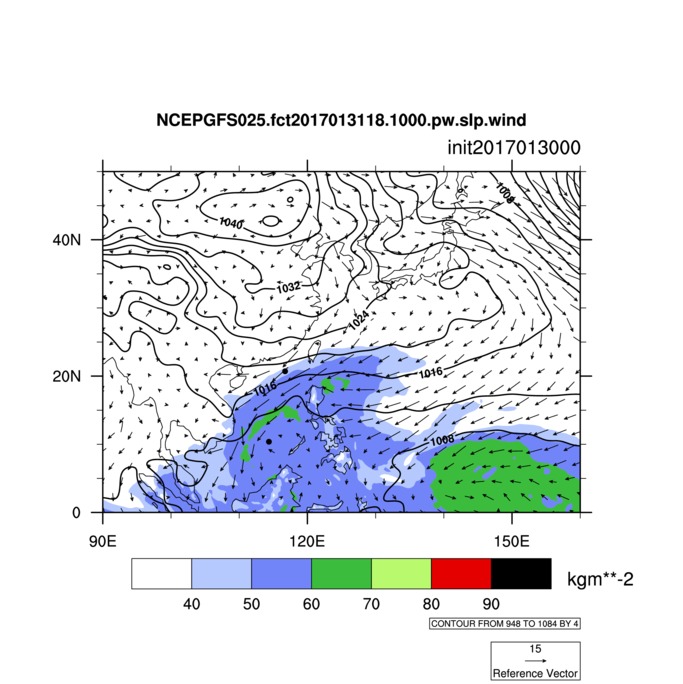 NCEPGFS025.fct2017013118.1000.pw.slp.wind
init2017013000
1008
1040
40N
1032
1024
20N
1016
1016
1008
0
90E
120E
150E
kgm**-2
40
50
60
70
80
90
CONTOUR FROM 948 TO 1084 BY 4
15
Reference Vector